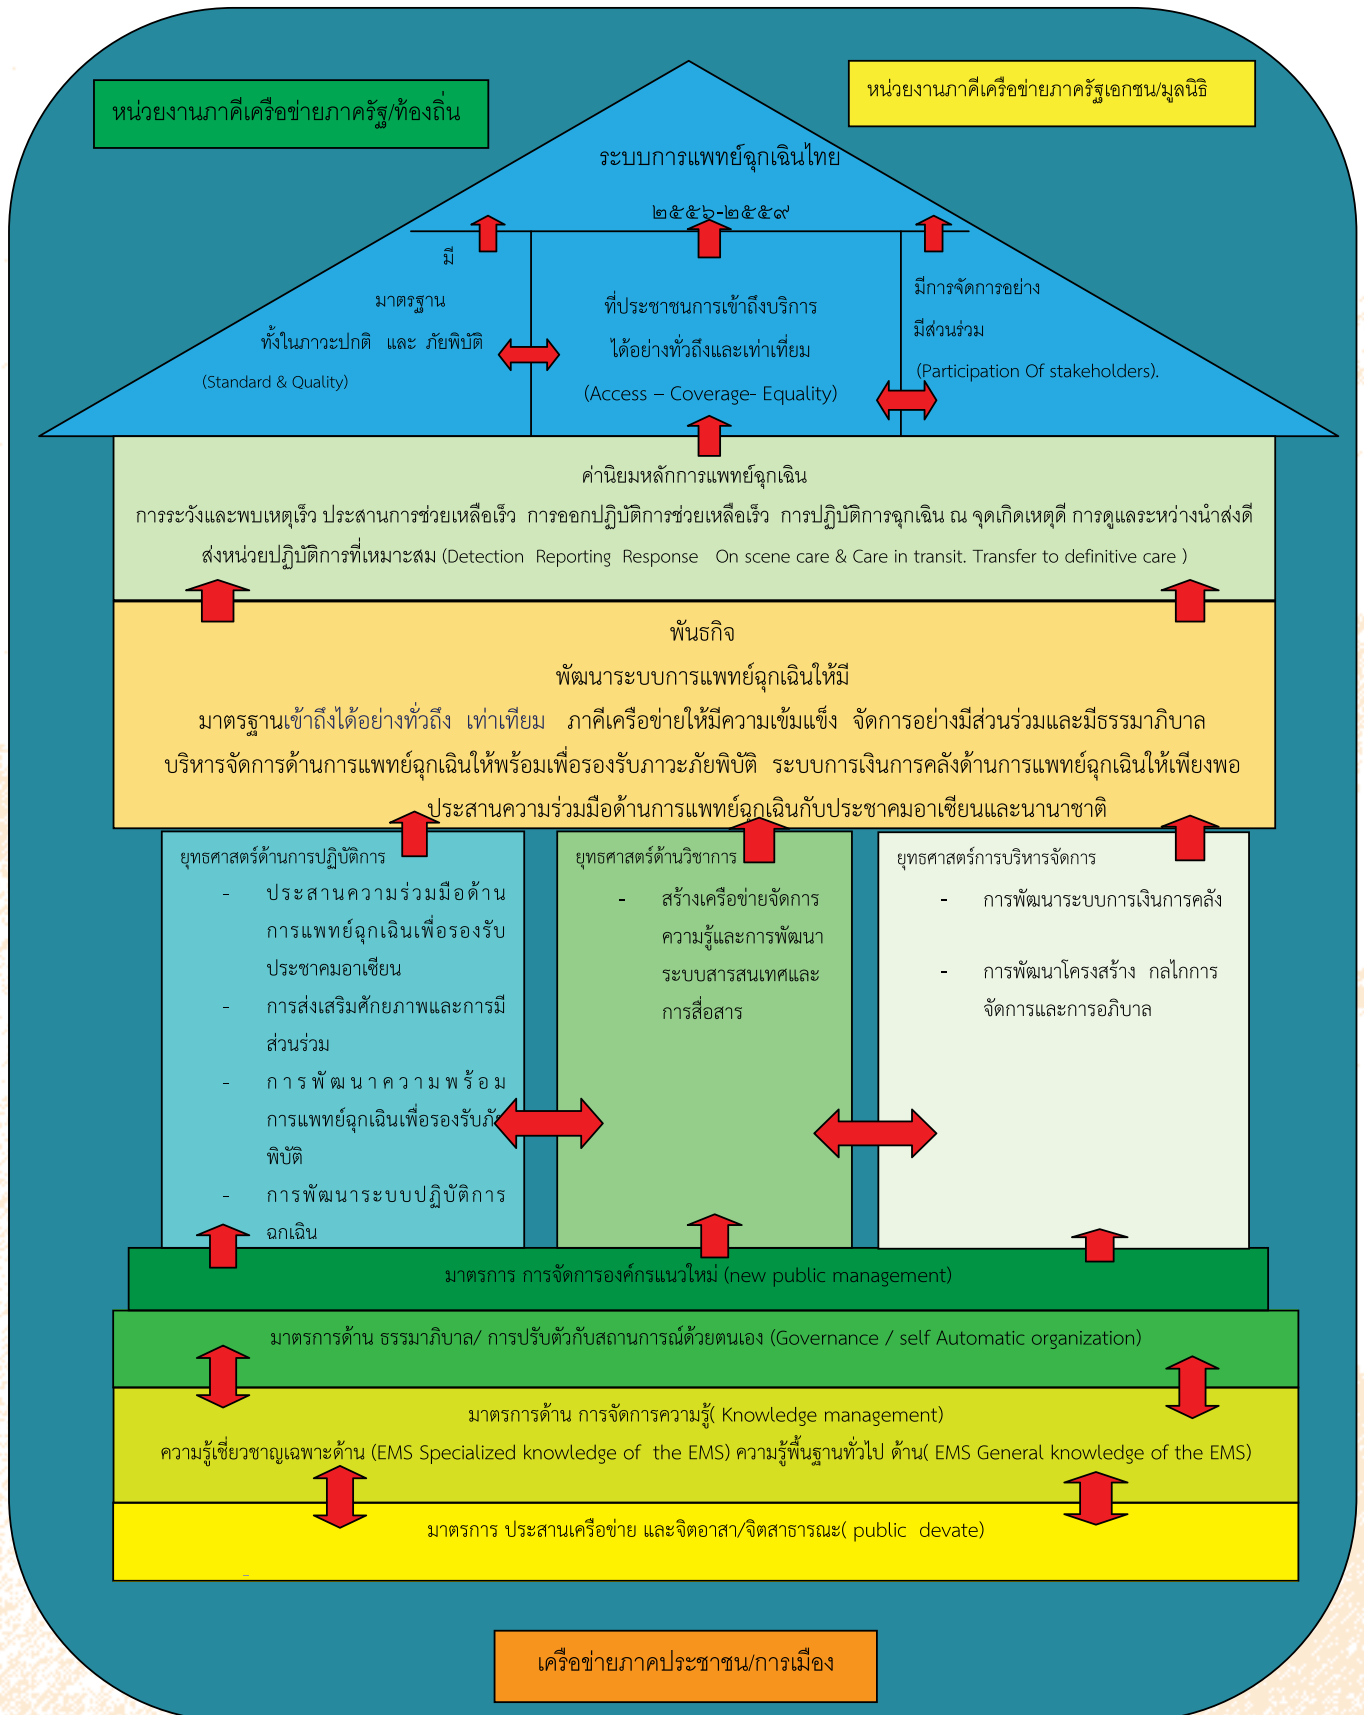 หน่วยงานภาคีเครือข่ายภาครัฐ/ท้องถิ่น
หน่วยงานภาคีเครือข่ายภาครัฐเอกชน/มูลนิธิ
ระบบการแพทย์ฉุกเฉินไทย
๒๕๕๖-๒๕๕๙
มี
มาตรฐาน
ทั้งในภาวะปกติ และ ภัยพิบัติ
(Standard & Quality)
ที่ประชาชนการเข้าถึงบริการ
ได้อย่างทั่วถึงและเท่าเที่ยม
(Access – Coverage- Equality)
มีการจัดการอย่าง
มีส่วนร่วม
(Participation Of stakeholders).
ค่านิยมหลักการแพทย์ฉุกเฉิน
การระวังและพบเหตุเร็ว ประสานการช่วยเหลือเร็ว การออกปฏิบัติการช่วยเหลือเร็ว การปฏิบัติการฉุกเฉิน ณ จุดเกิดเหตุดี การดูแลระหว่างนำส่งดี
ส่งหน่วยปฏิบัติการที่เหมาะสม (Detection Reporting Response On scene care & Care in transit. Transfer to definitive care )
พันธกิจ
พัฒนาระบบการแพทย์ฉุกเฉินให้มี
มาตรฐานเข้าถึงได้อย่างทั่วถึง เท่าเทียม ภาคีเครือข่ายให้มีความเข้มแข็ง จัดการอย่างมีส่วนร่วมและมีธรรมาภิบาล
บริหารจัดการด้านการแพทย์ฉุกเฉินให้พร้อมเพื่อรองรับภาวะภัยพิบัติ ระบบการเงินการคลังด้านการแพทย์ฉุกเฉินให้เพียงพอ
ประสานความร่วมมือด้านการแพทย์ฉุกเฉินกับประชาคมอาเซียนและนานาชาติ
ยุทธศาสตร์ด้านการปฏิบัติการ
- ประสานความร่วมมือด้าน
การแพทย์ฉุกเฉินเพื่อรองรับ
ประชาคมอาเซียน
- การส่งเสริมศักยภาพและการมี
ส่วนร่วม
- การพัฒนาความพร้อม
การแพทย์ฉุกเฉินเพื่อรองรับภัย
พิบัติ
- การพัฒนาระบบปฏิบัติการ
ฉุกเฉิน
ยุทธศาสตร์ด้านวิชาการ
- สร้างเครือข่ายจัดการ
ความรู้และการพัฒนา
ระบบสารสนเทศและ
การสื่อสาร
ยุทธศาสตร์การบริหารจัดการ
- การพัฒนาระบบการเงินการคลัง
- การพัฒนาโครงสร้าง กลไกการ
จัดการและการอภิบาล
มาตรการ การจัดการองค์กรแนวใหม่ (new public management)
มาตรการด้าน ธรรมาภิบาล/ การปรับตัวกับสถานการณ์ด้วยตนเอง (Governance / self Automatic organization)
มาตรการด้าน การจัดการความรู้( Knowledge management)
ความรู้เชี่ยวชาญเฉพาะด้าน (EMS Specialized knowledge of the EMS) ความรู้พื้นฐานทั่วไป ด้าน( EMS General knowledge of the EMS)
มาตรการ ประสานเครือข่าย และจิตอาสา/จิตสาธารณะ( public devate)
เครือข่ายภาคประชาชน/การเมือง